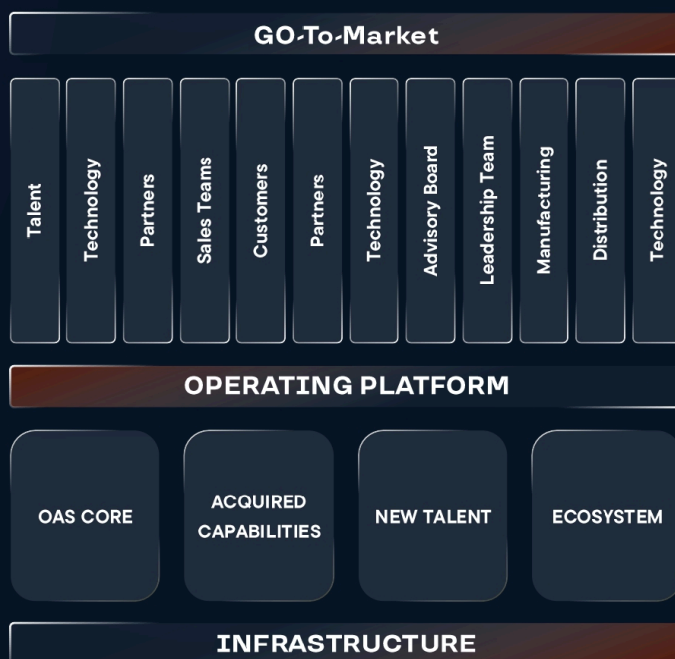 GO-To-Market
Talent
Technology
Partners
Sales Teams
Customers
Partners
Technology
Advisory Board
Leadership Team
Manufacturing
Distribution
Technology
OPERATING PLATFORM
OAS CORE
ACQUIRED
CAPABILITIES
NEW TALENT
ECOSYSTEM
INFRASTRUCTURE